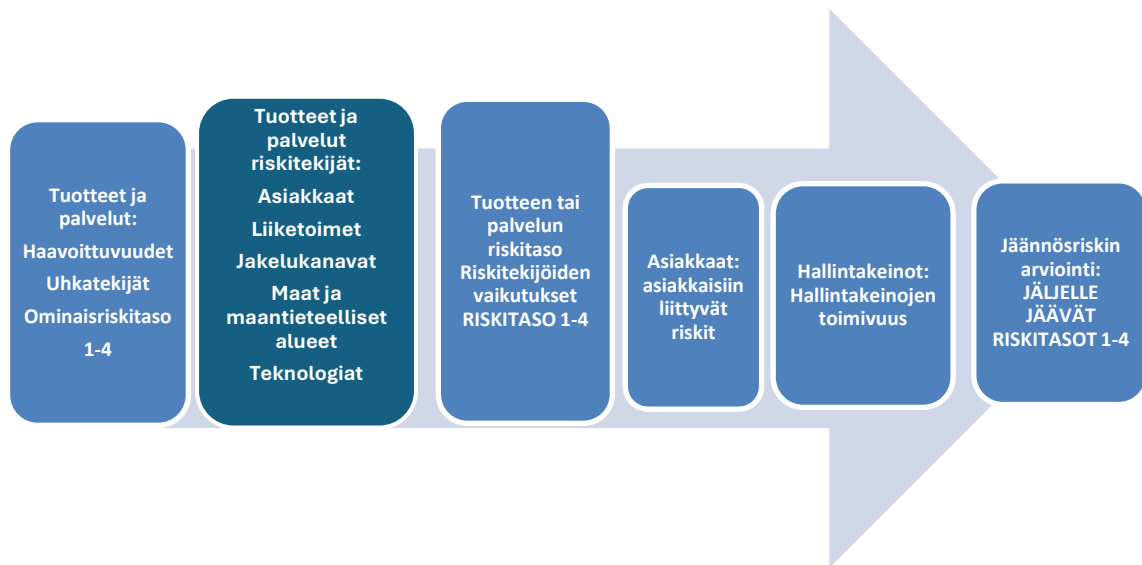 Tuotteet ja
palvelut:
Haavoittuvuudet
Uhkatekijät
Ominaisriskitaso
1-4
Tuotteet ja
palvelut
riskitekijät:
Asiakkaat
Liiketoimet
Jakelukanavat
Maat ja
maantieteelliset
alueet
Teknologiat
Tuotteen tai
palvelun
riskitaso
Riskitekijöiden
vaikutukset
RISKITASO 1-4
Asiakkaat:
asiakkaisiin
liittyvät
riskit
Hallintakeinot:
Hallintakeinojen
toimivuus
Jäännösriskin
arviointi:
JÄLJELLE
JÄÄVÄT
RISKITASOT 1-4